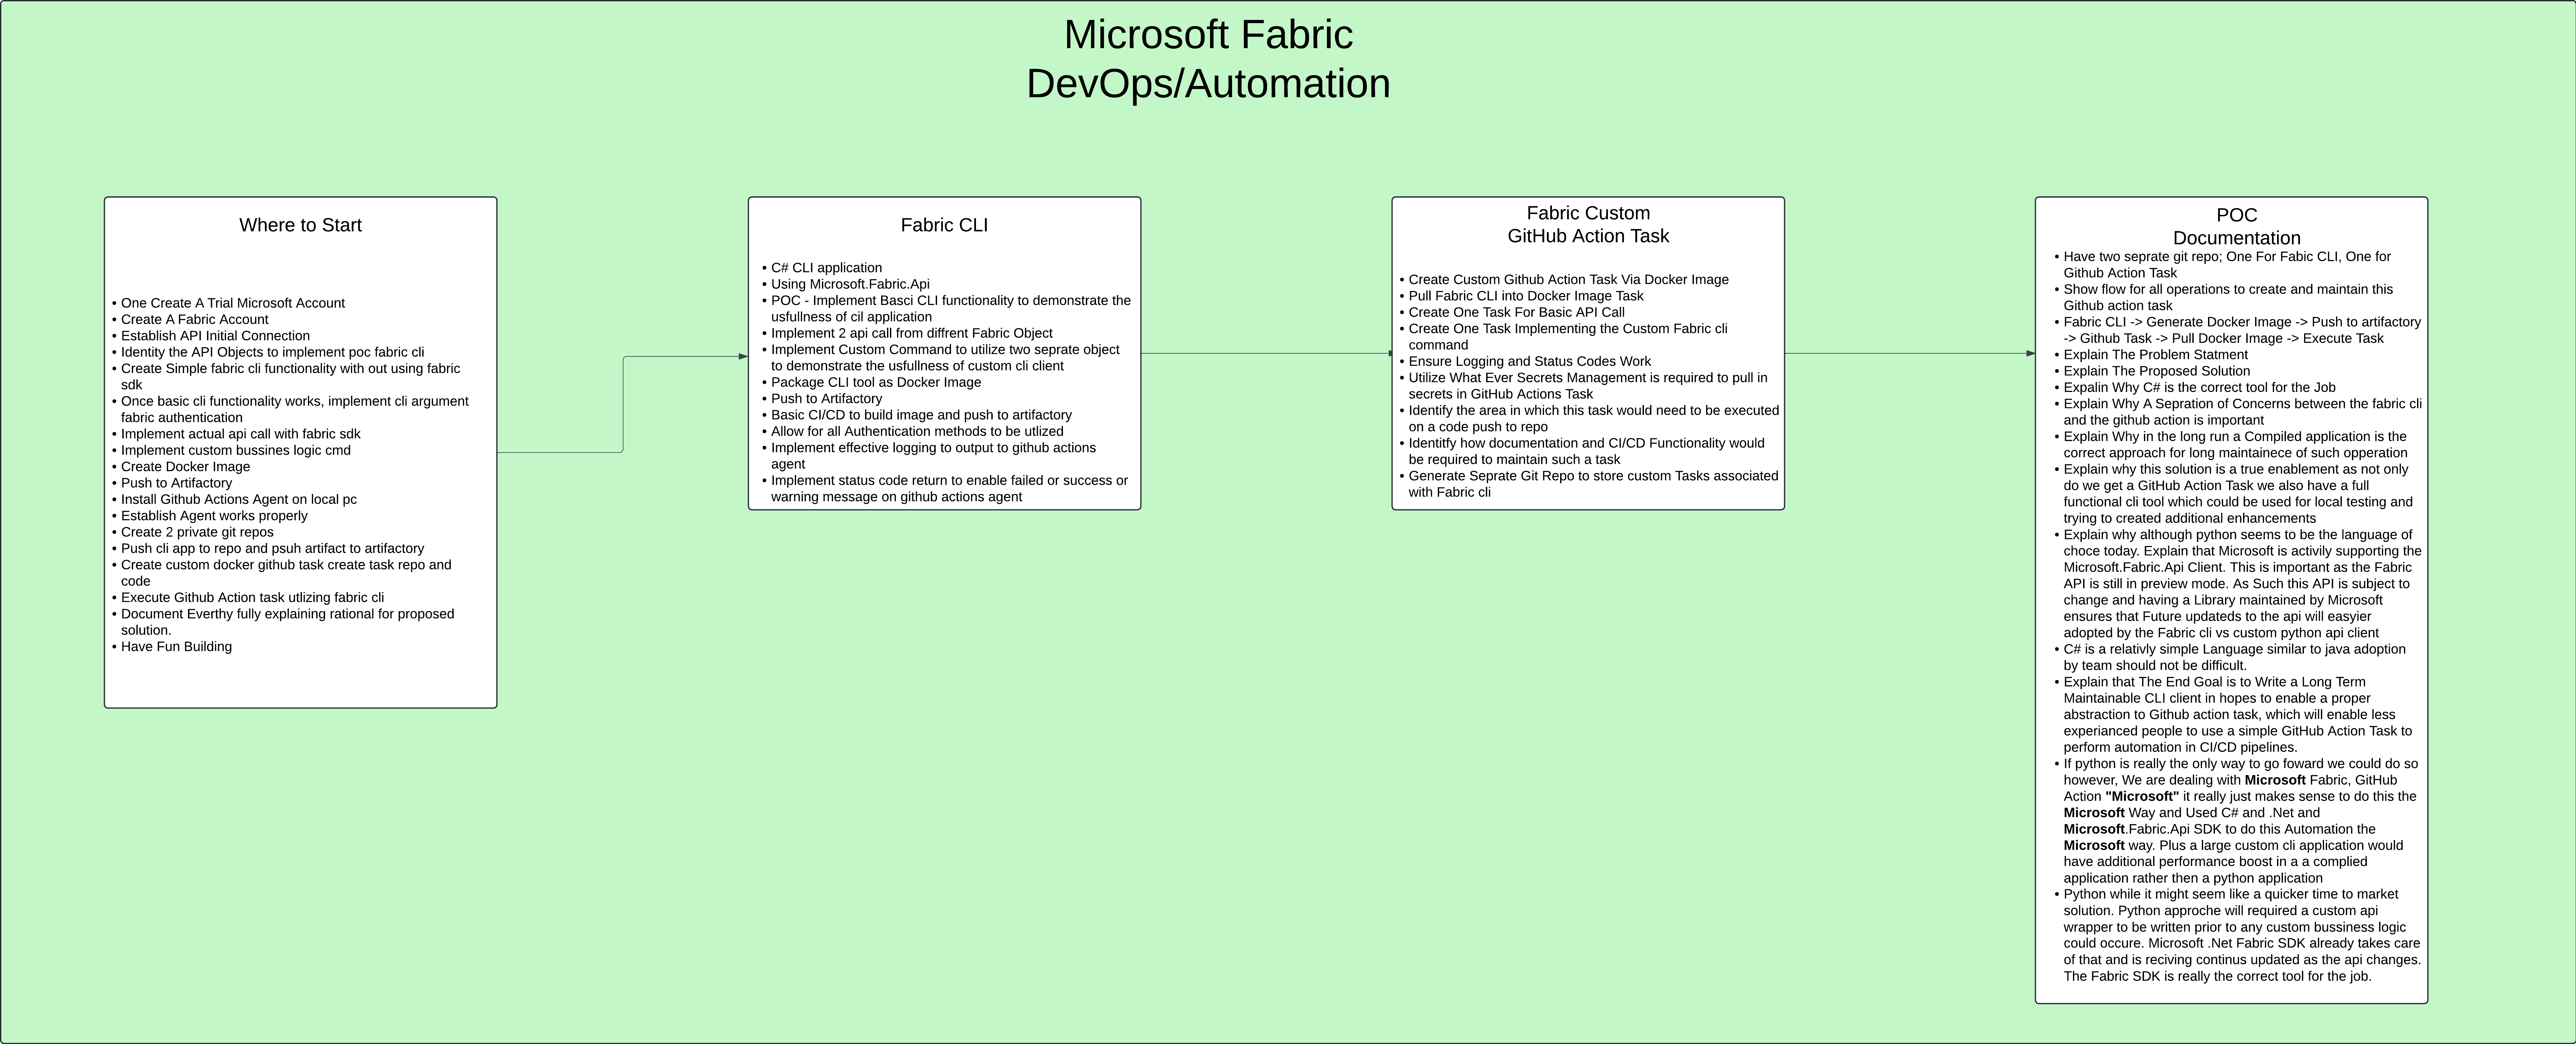 Microsoft Fabric
DevOps/Automation
Where to Start
• One Create A Trial Microsoft Account
• Create A Fabric Account
• Establish API Initial Connection
• Identity the API Objects to implement poc fabric cli
• Create Simple fabric cli functionality with out using fabric
sdk
• Once basic cli functionality works, implement cli argument
fabric authentication
• Implement actual api call with fabric sdk
• Implement custom bussines logic cmd
• Create Docker Image
• Push to Artifactory
• Install Github Actions Agent on local pc
• Establish Agent works properly
• Create 2 private git repos
• Push cli app to repo and psuh artifact to artifactory
• Create custom docker github task create task repo and
code
• Execute Github Action task utlizing fabric cli
• Document Everthy fully explaining rational for proposed
solution.
• Have Fun Building
Fabric CLI
• C# CLI application
• Using Microsoft.Fabric.Api
• POC - Implement Basci CLI functionality to demonstrate the
usfullness of cil application
• Implement 2 api call from diffrent Fabric Object
• Implement Custom Command to utilize two seprate object
to demonstrate the usfullness of custom cli client
• Package CLI tool as Docker Image
• Push to Artifactory
• Basic CI/CD to build image and push to artifactory
• Allow for all Authentication methods to be utlized
• Implement effective logging to output to github actions
agent
• Implement status code return to enable failed or success or
warning message on github actions agent
Fabric Custom
GitHub Action Task
• Create Custom Github Action Task Via Docker Image
• Pull Fabric CLI into Docker Image Task
• Create One Task For Basic API Call
• Create One Task Implementing the Custom Fabric cli
command
• Ensure Logging and Status Codes Work
• Utilize What Ever Secrets Management is required to pull in
secrets in GitHub Actions Task
• Identify the area in which this task would need to be executed
on a code push to repo
• Identitfy how documentation and CI/CD Functionality would
be required to maintain such a task
• Generate Seprate Git Repo to store custom Tasks associated
with Fabric cli
POC
Documentation
• Have two seprate git repo; One For Fabic CLI, One for
Github Action Task
• Show flow for all operations to create and maintain this
Github action task
• Fabric CLI -> Generate Docker Image -> Push to artifactory
-> Github Task -> Pull Docker Image -> Execute Task
• Explain The Problem Statment
• Explain The Proposed Solution
• Expalin Why C# is the correct tool for the Job
• Explain Why A Sepration of Concerns between the fabric cli
and the github action is important
• Explain Why in the long run a Compiled application is the
correct approach for long maintainece of such opperation
• Explain why this solution is a true enablement as not only
do we get a GitHub Action Task we also have a full
functional cli tool which could be used for local testing and
trying to created additional enhancements
• Explain why although python seems to be the language of
choce today. Explain that Microsoft is activily supporting the
Microsoft.Fabric.Api Client. This is important as the Fabric
API is still in preview mode. As Such this API is subject to
change and having a Library maintained by Microsoft
ensures that Future updateds to the api will easyier
adopted by the Fabric cli vs custom python api client
• C# is a relativly simple Language similar to java adoption
by team should not be difficult.
• Explain that The End Goal is to Write a Long Term
Maintainable CLI client in hopes to enable a proper
abstraction to Github action task, which will enable less
experianced people to use a simple GitHub Action Task to
perform automation in CI/CD pipelines.
• If python is really the only way to go foward we could do so
however, We are dealing with Microsoft Fabric, GitHub
Action "Microsoft" it really just makes sense to do this the
Microsoft Way and Used C# and .Net and
Microsoft.Fabric.Api SDK to do this Automation the
Microsoft way. Plus a large custom cli application would
have additional performance boost in a a complied
application rather then a python application
• Python while it might seem like a quicker time to market
solution. Python approche will required a custom api
wrapper to be written prior to any custom bussiness logic
could occure. Microsoft .Net Fabric SDK already takes care
of that and is reciving continus updated as the api changes.
The Fabric SDK is really the correct tool for the job.